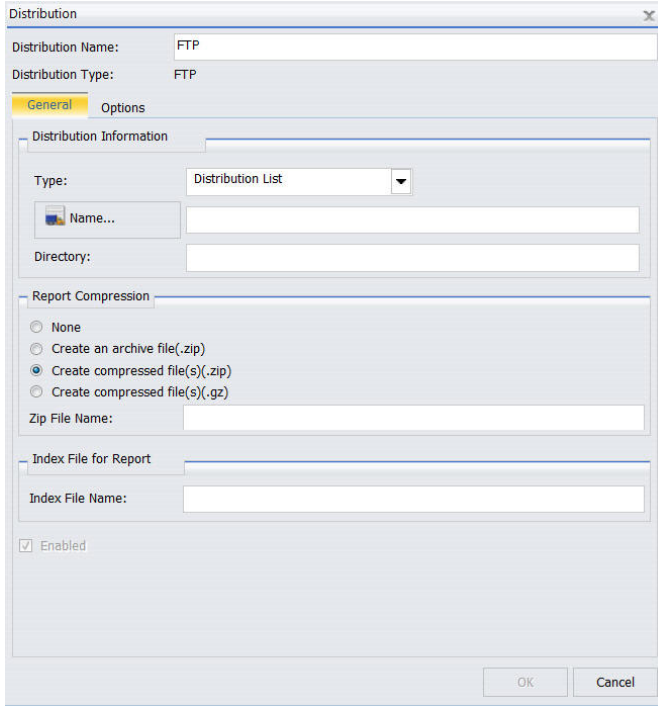 Distribution
Distribution Name: FTP
Distribution Type: FTP
General Options
Distribution Information
Type: Distribution List
Name...
Directory:
Report Compression
None
Create an archive file(.zip)
Create compressed file(s)(.zip)
Create compressed file(s)(.gz)
Zip File Name:
Index File for Report
Index File Name:
Enabled
OK Cancel